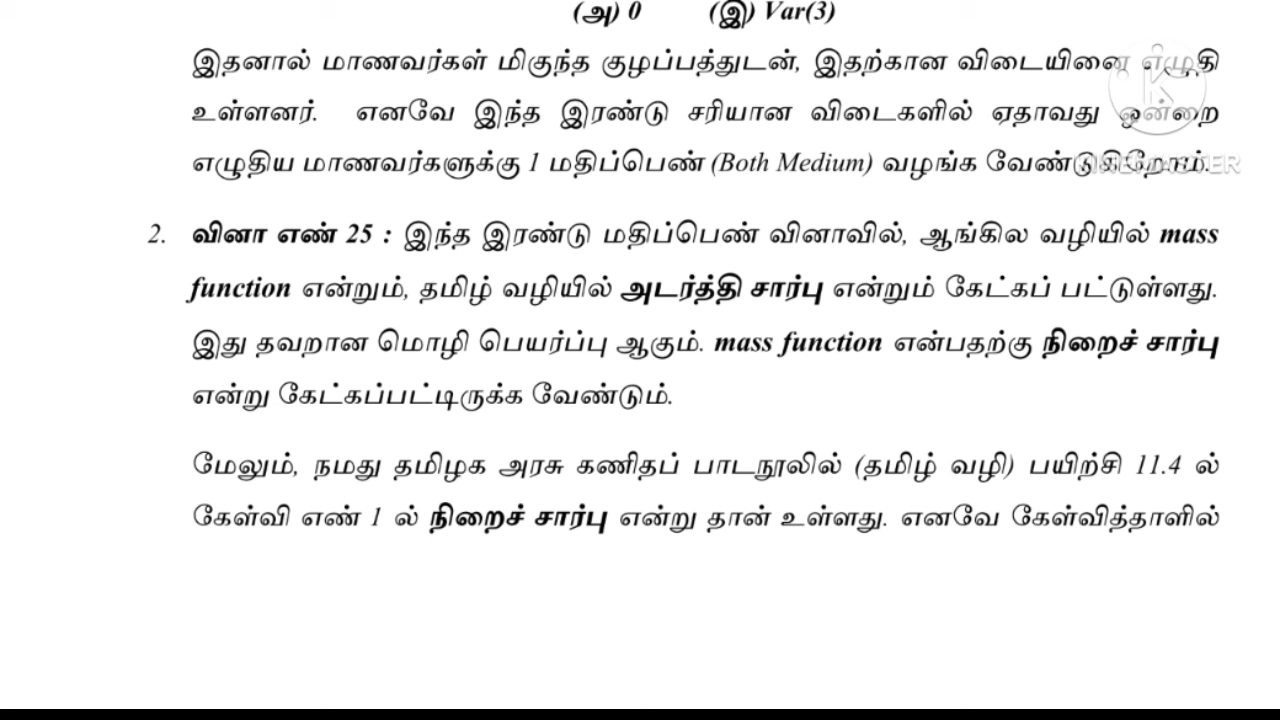 (அ) 0 (இ) Var(3)
இதனால் மாணவர்கள் மிகுந்த குழப்பத்துடன், இதற்கான விடையினை எழுதி
உள்ளனர். எனவே இந்த இரண்டு சரியான விடைகளில் ஏதாவது ஒன்றை
எழுதிய மாணவர்களுக்கு 1 மதிப்பெண் (Both Medium) வழங்க வேண்டுகிறோம்.
K
KINEMASTER
2. வினா எண் 25 : இந்த இரண்டு மதிப்பெண் வினாவில், ஆங்கில வழியில் mass
function என்றும், தமிழ் வழியில் அடர்த்தி சார்பு என்றும் கேட்கப் பட்டுள்ளது.
இது தவறான மொழி பெயர்ப்பு ஆகும். mass function என்பதற்கு நிறைச் சார்பு
என்று கேட்கப்பட்டிருக்க வேண்டும்.
மேலும், நமது தமிழக அரசு கணிதப் பாடநூலில் (தமிழ் வழி) பயிற்சி 11.4 ல்
கேள்வி எண் 1 ல் நிறைச் சார்பு என்று தான் உள்ளது. எனவே கேள்வித்தாளில்